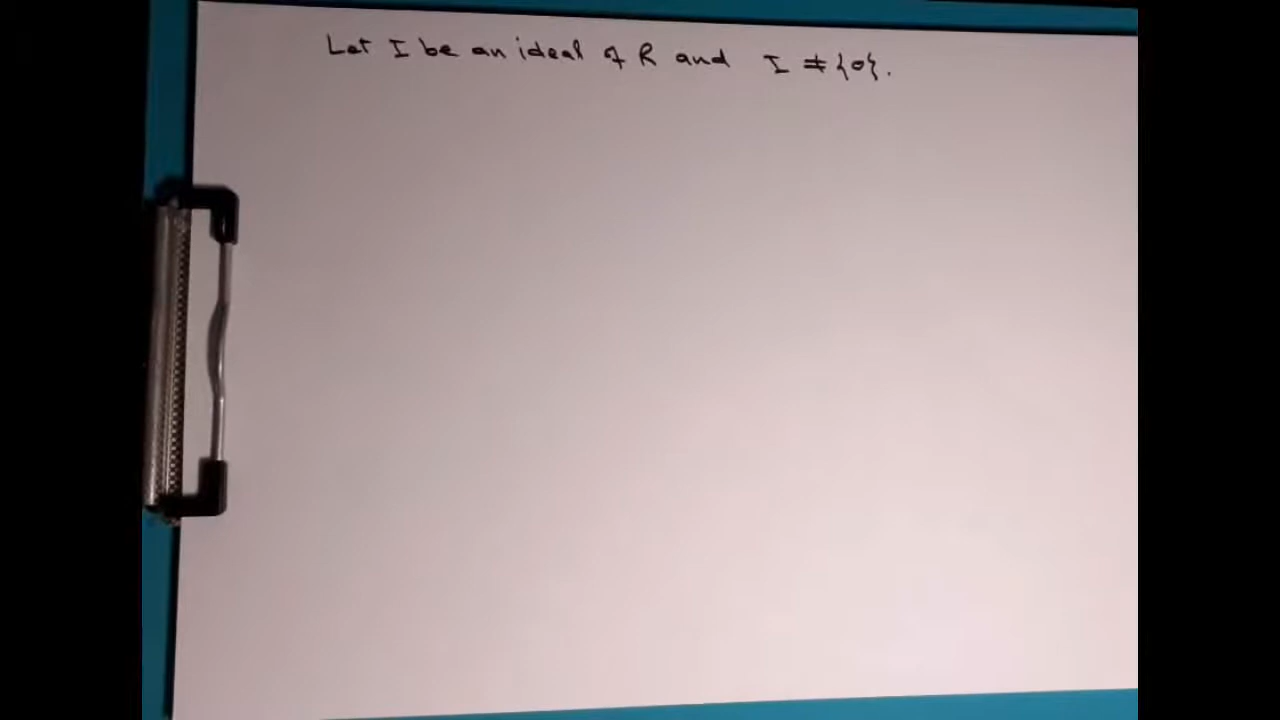 Let I be an ideal of R and I ≠ {0}.